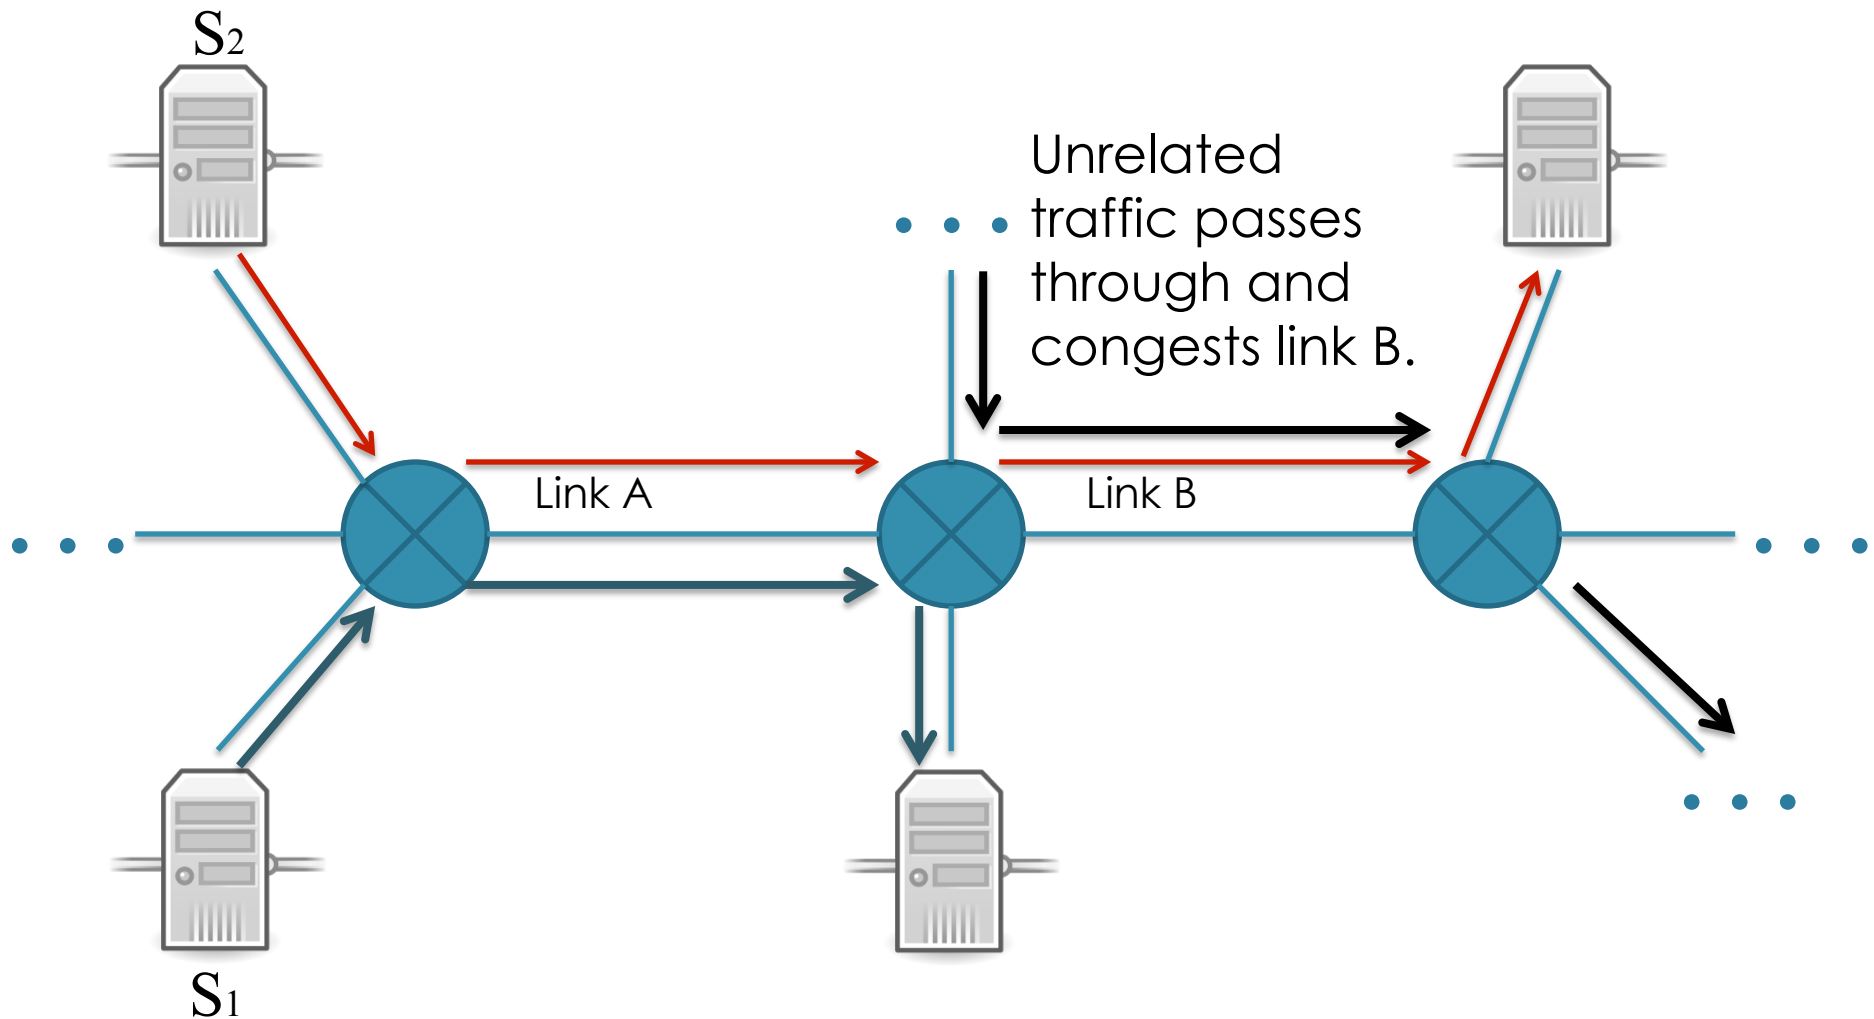 S2
Unrelated
traffic passes
through and
congests link B.
Link A
Link B
S1